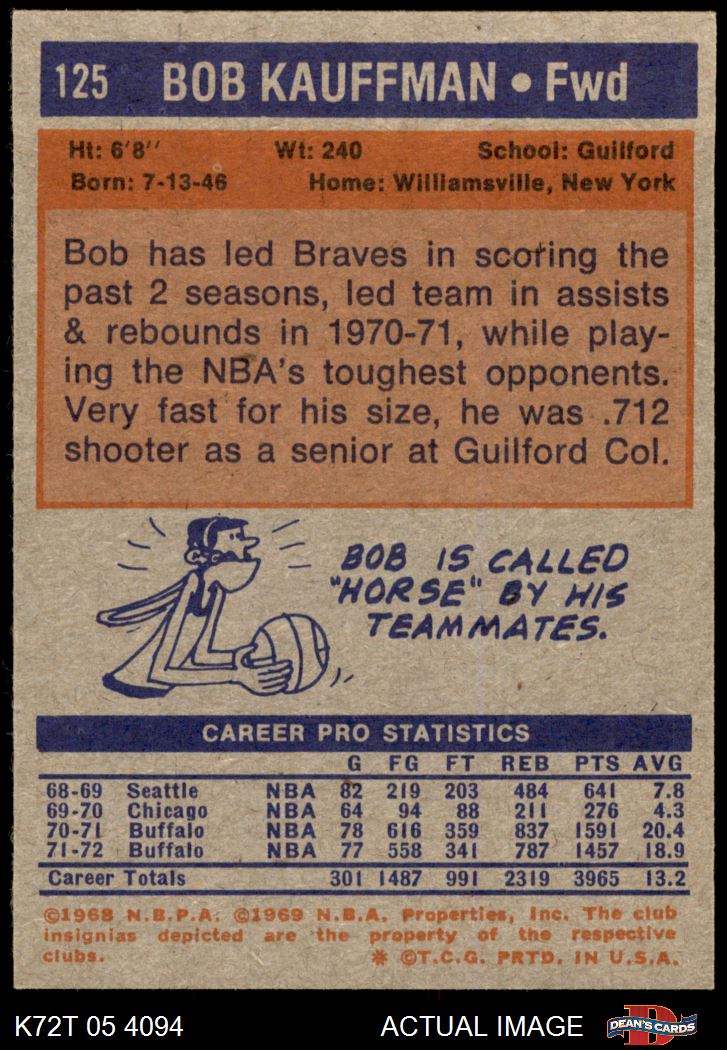 125 BOB KAUFFMAN • Fwd
Ht: 6'8'' Wt: 240 School: Guilford
Born: 7-13-46 Home: Williamsville, New York
Bob has led Braves in scoring the
past 2 seasons, led team in assists
& rebounds in 1970-71, while play-
ing the NBA's toughest opponents.
Very fast for his size, he was .712
shooter as a senior at Guilford Col.
BOB IS CALLED
"HORSE" BY HIS
TEAMMATES.
CAREER PRO STATISTICS
G FG FT REB PTS AVG
68-69 Seattle NBA 82 219 203 484 641 7.8
69-70 Chicago NBA 64 94 88 211 276 4.3
70-71 Buffalo NBA 78 616 359 837 1591 20.4
71-72 Buffalo NBA 77 558 341 787 1457 18.9
Career Totals 301 1487 991 2319 3965 13.2
©1968 N.B.P.A. ©1969 N.B.A. Properties, Inc. The club
insignias depicted are the property of the respective
clubs. * ©T.C.G. PRTD. IN U.S.A.
K72T 05 4094 ACTUAL IMAGE DEAN'S CARDS